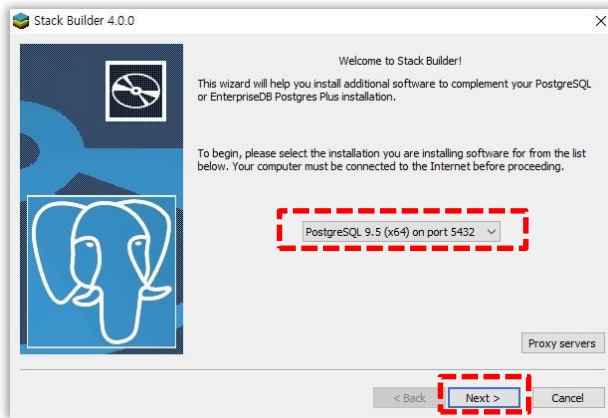 Stack Builder 4.0.0
Welcome to Stack Builder!
This wizard will help you install additional software to complement your PostgreSQL
or EnterpriseDB Postgres Plus installation.
To begin, please select the installation you are installing software for from the list
below. Your computer must be connected to the Internet before proceeding.
PostgreSQL 9.5 (x64) on port 5432
Proxy servers
< Back
Next >
Cancel